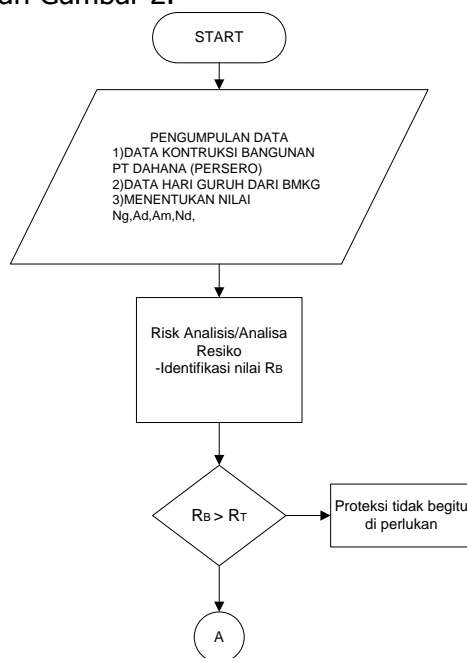 Gambar 2.
START
PENGUMPULAN DATA
1)DATA KONTRUKSI BANGUNAN
PT DAHANA (PERSERO)
2)DATA HARI GURUH DARI BMKG
3)MENENTUKAN NILAI
Ng,Ad,Am,Nd,
Risk Analisis/Analisa
Resiko
-Identifikasi nilai RB
RB > RT
Proteksi tidak begitu
di perlukan
A